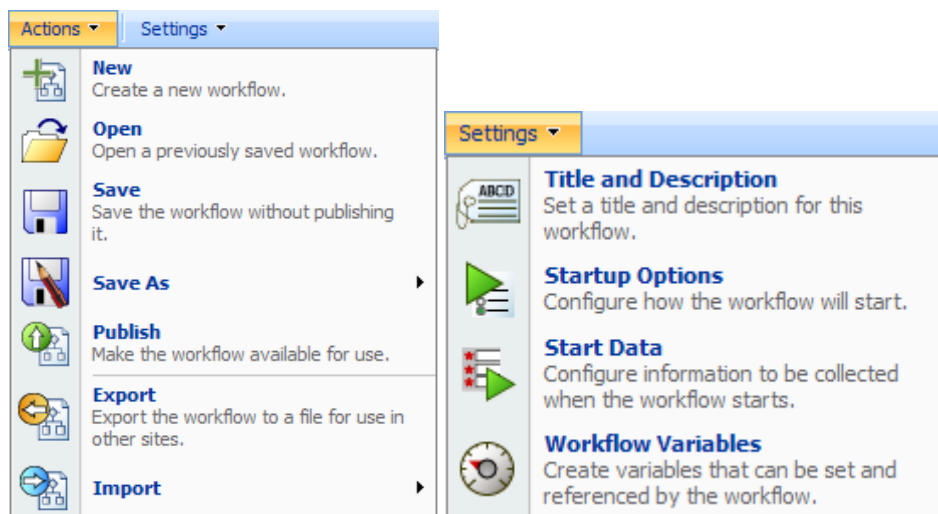 Actions Settings
New
Create a new workflow.
Open
Open a previously saved workflow.
Save
Save the workflow without publishing
it.
Save As
Publish
Make the workflow available for use.
Export
Export the workflow to a file for use in
other sites.
Import
Settings
ABCD
Title and Description
Set a title and description for this
workflow.
Startup Options
Configure how the workflow will start.
Start Data
Configure information to be collected
when the workflow starts.
Workflow Variables
Create variables that can be set and
referenced by the workflow.